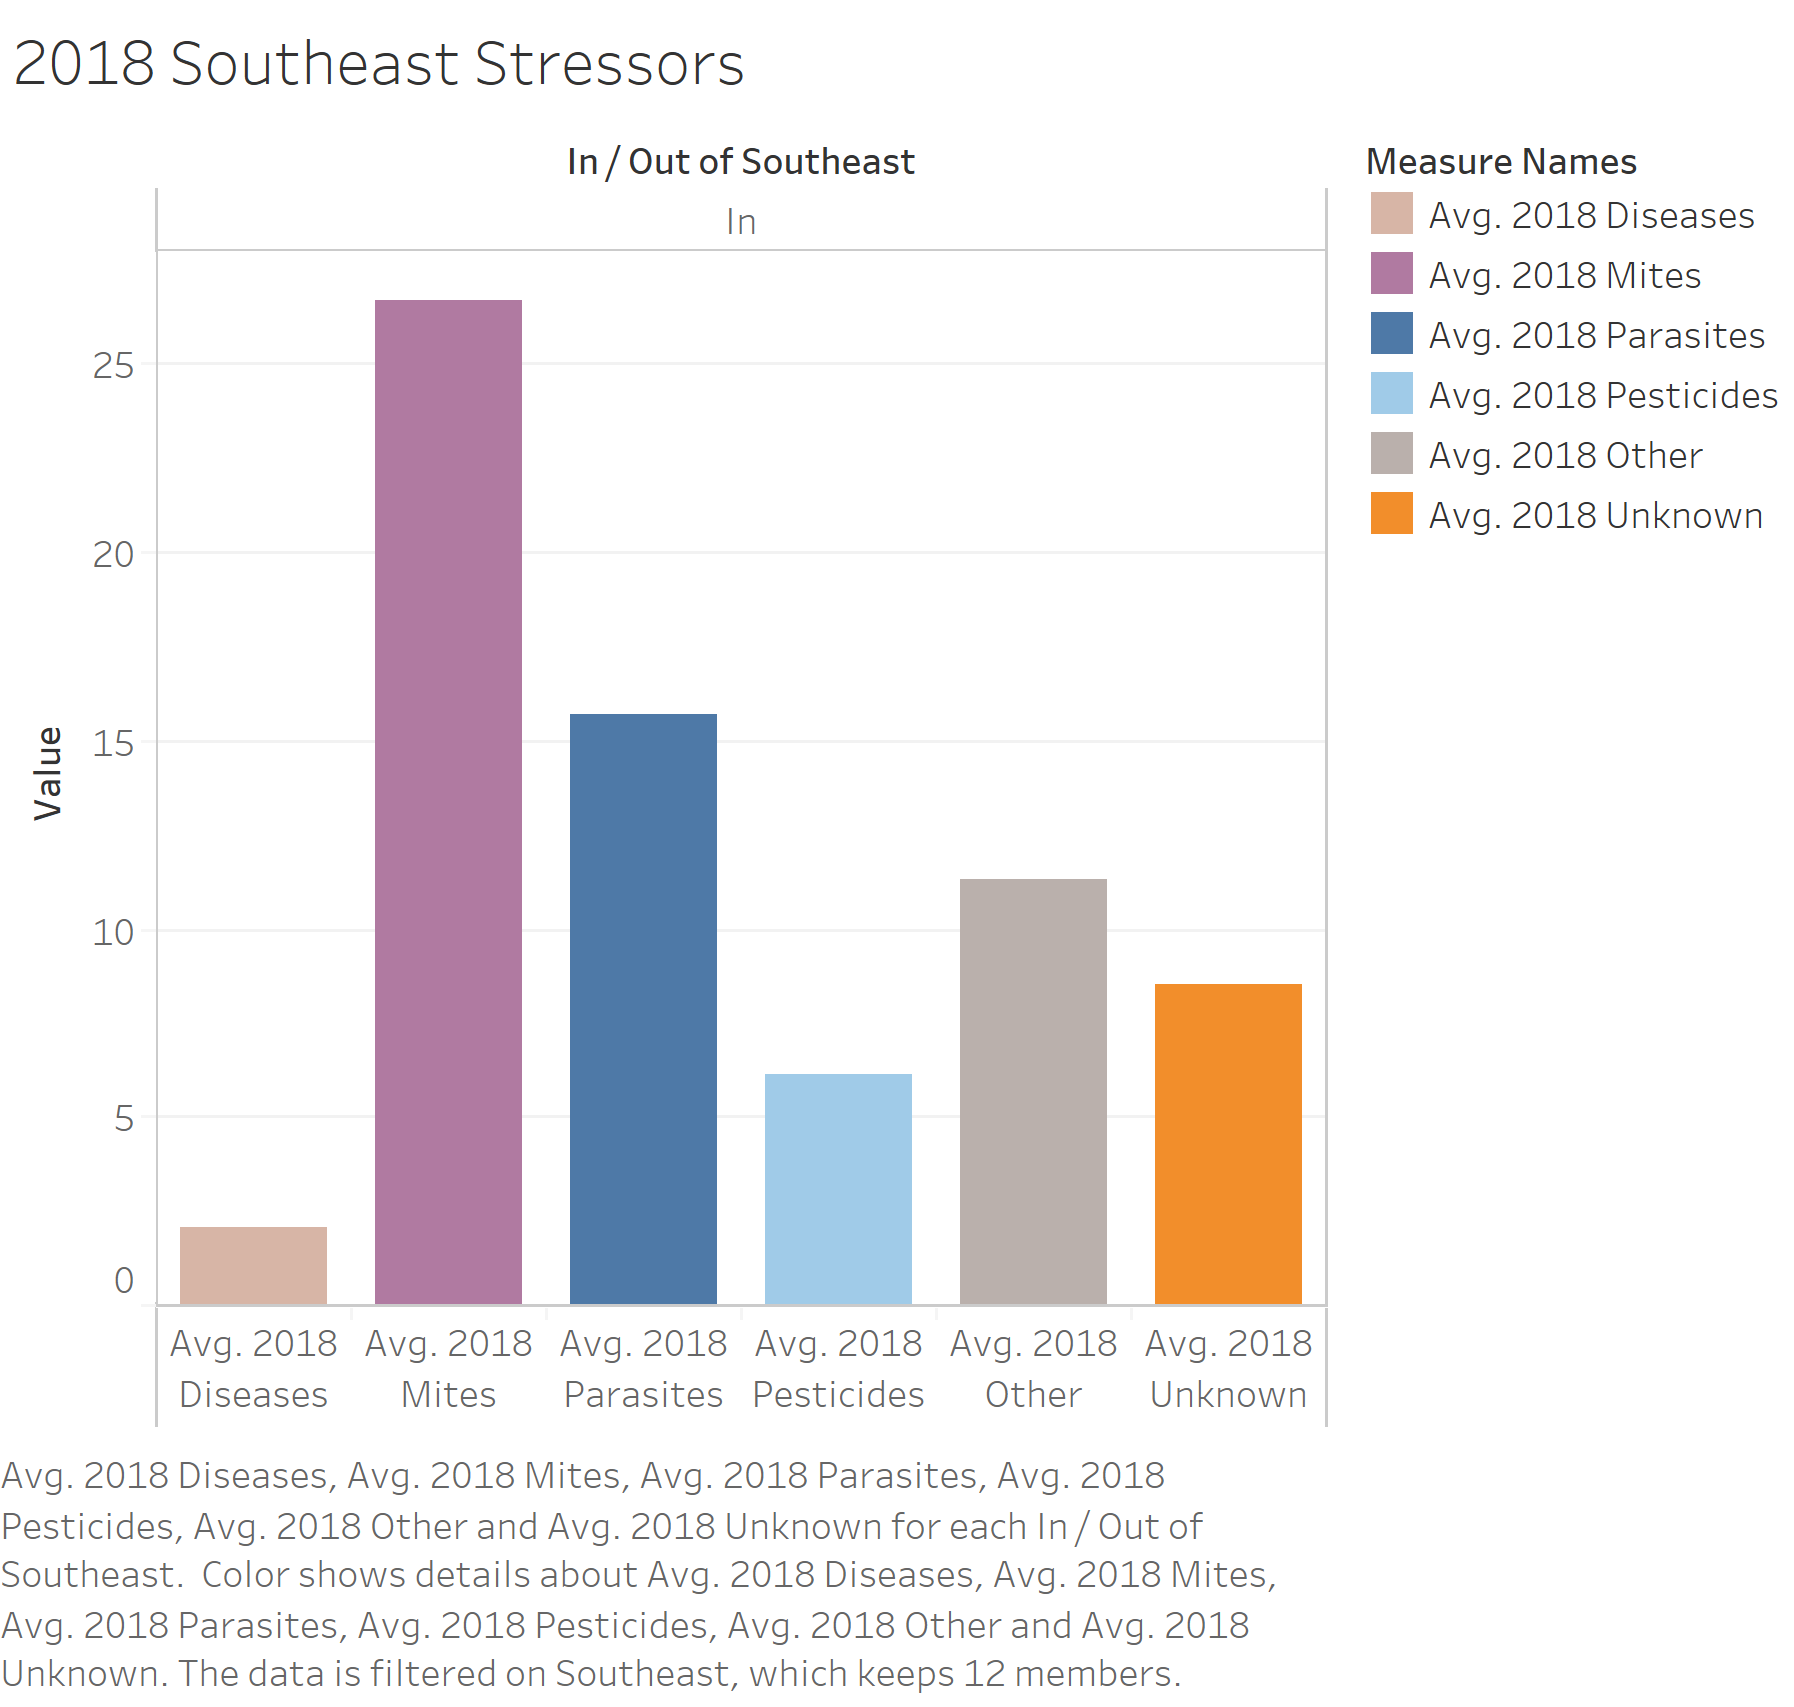 2018 Southeast Stressors
In / Out of Southeast
In
Measure Names
Avg. 2018 Diseases
Avg. 2018 Mites
Avg. 2018 Parasites
Avg. 2018 Pesticides
Avg. 2018 Other
Avg. 2018 Unknown
Value
25
20
15
10
5
0
Avg. 2018 Diseases
Avg. 2018 Mites
Avg. 2018 Parasites
Avg. 2018 Pesticides
Avg. 2018 Other
Avg. 2018 Unknown
Avg. 2018 Diseases, Avg. 2018 Mites, Avg. 2018 Parasites, Avg. 2018
Pesticides, Avg. 2018 Other and Avg. 2018 Unknown for each In / Out of
Southeast.  Color shows details about Avg. 2018 Diseases, Avg. 2018 Mites,
Avg. 2018 Parasites, Avg. 2018 Pesticides, Avg. 2018 Other and Avg. 2018
Unknown. The data is filtered on Southeast, which keeps 12 members.